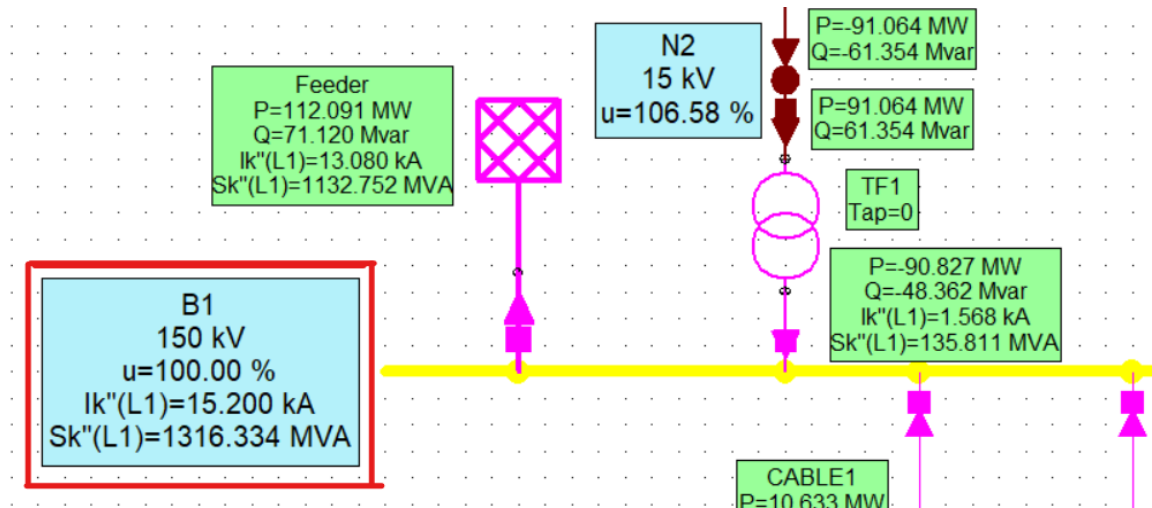 Feeder
P=112.091 MW
Q=71.120 Mvar
Ik"(L1)=13.080 kA
Sk"(L1)=1132.752 MVA
N2
15 kV
u=106.58 %
P=-91.064 MW
Q=-61.354 Mvar
P=91.064 MW
Q=61.354 Mvar
TF1
Tap=0
P=-90.827 MW
Q=-48.362 Mvar
Ik"(L1)=1.568 kA
Sk"(L1)=135.811 MVA
B1
150 kV
u=100.00 %
Ik"(L1)=15.200 kA
Sk"(L1)=1316.334 MVA
CABLE1
P=10.633 MW